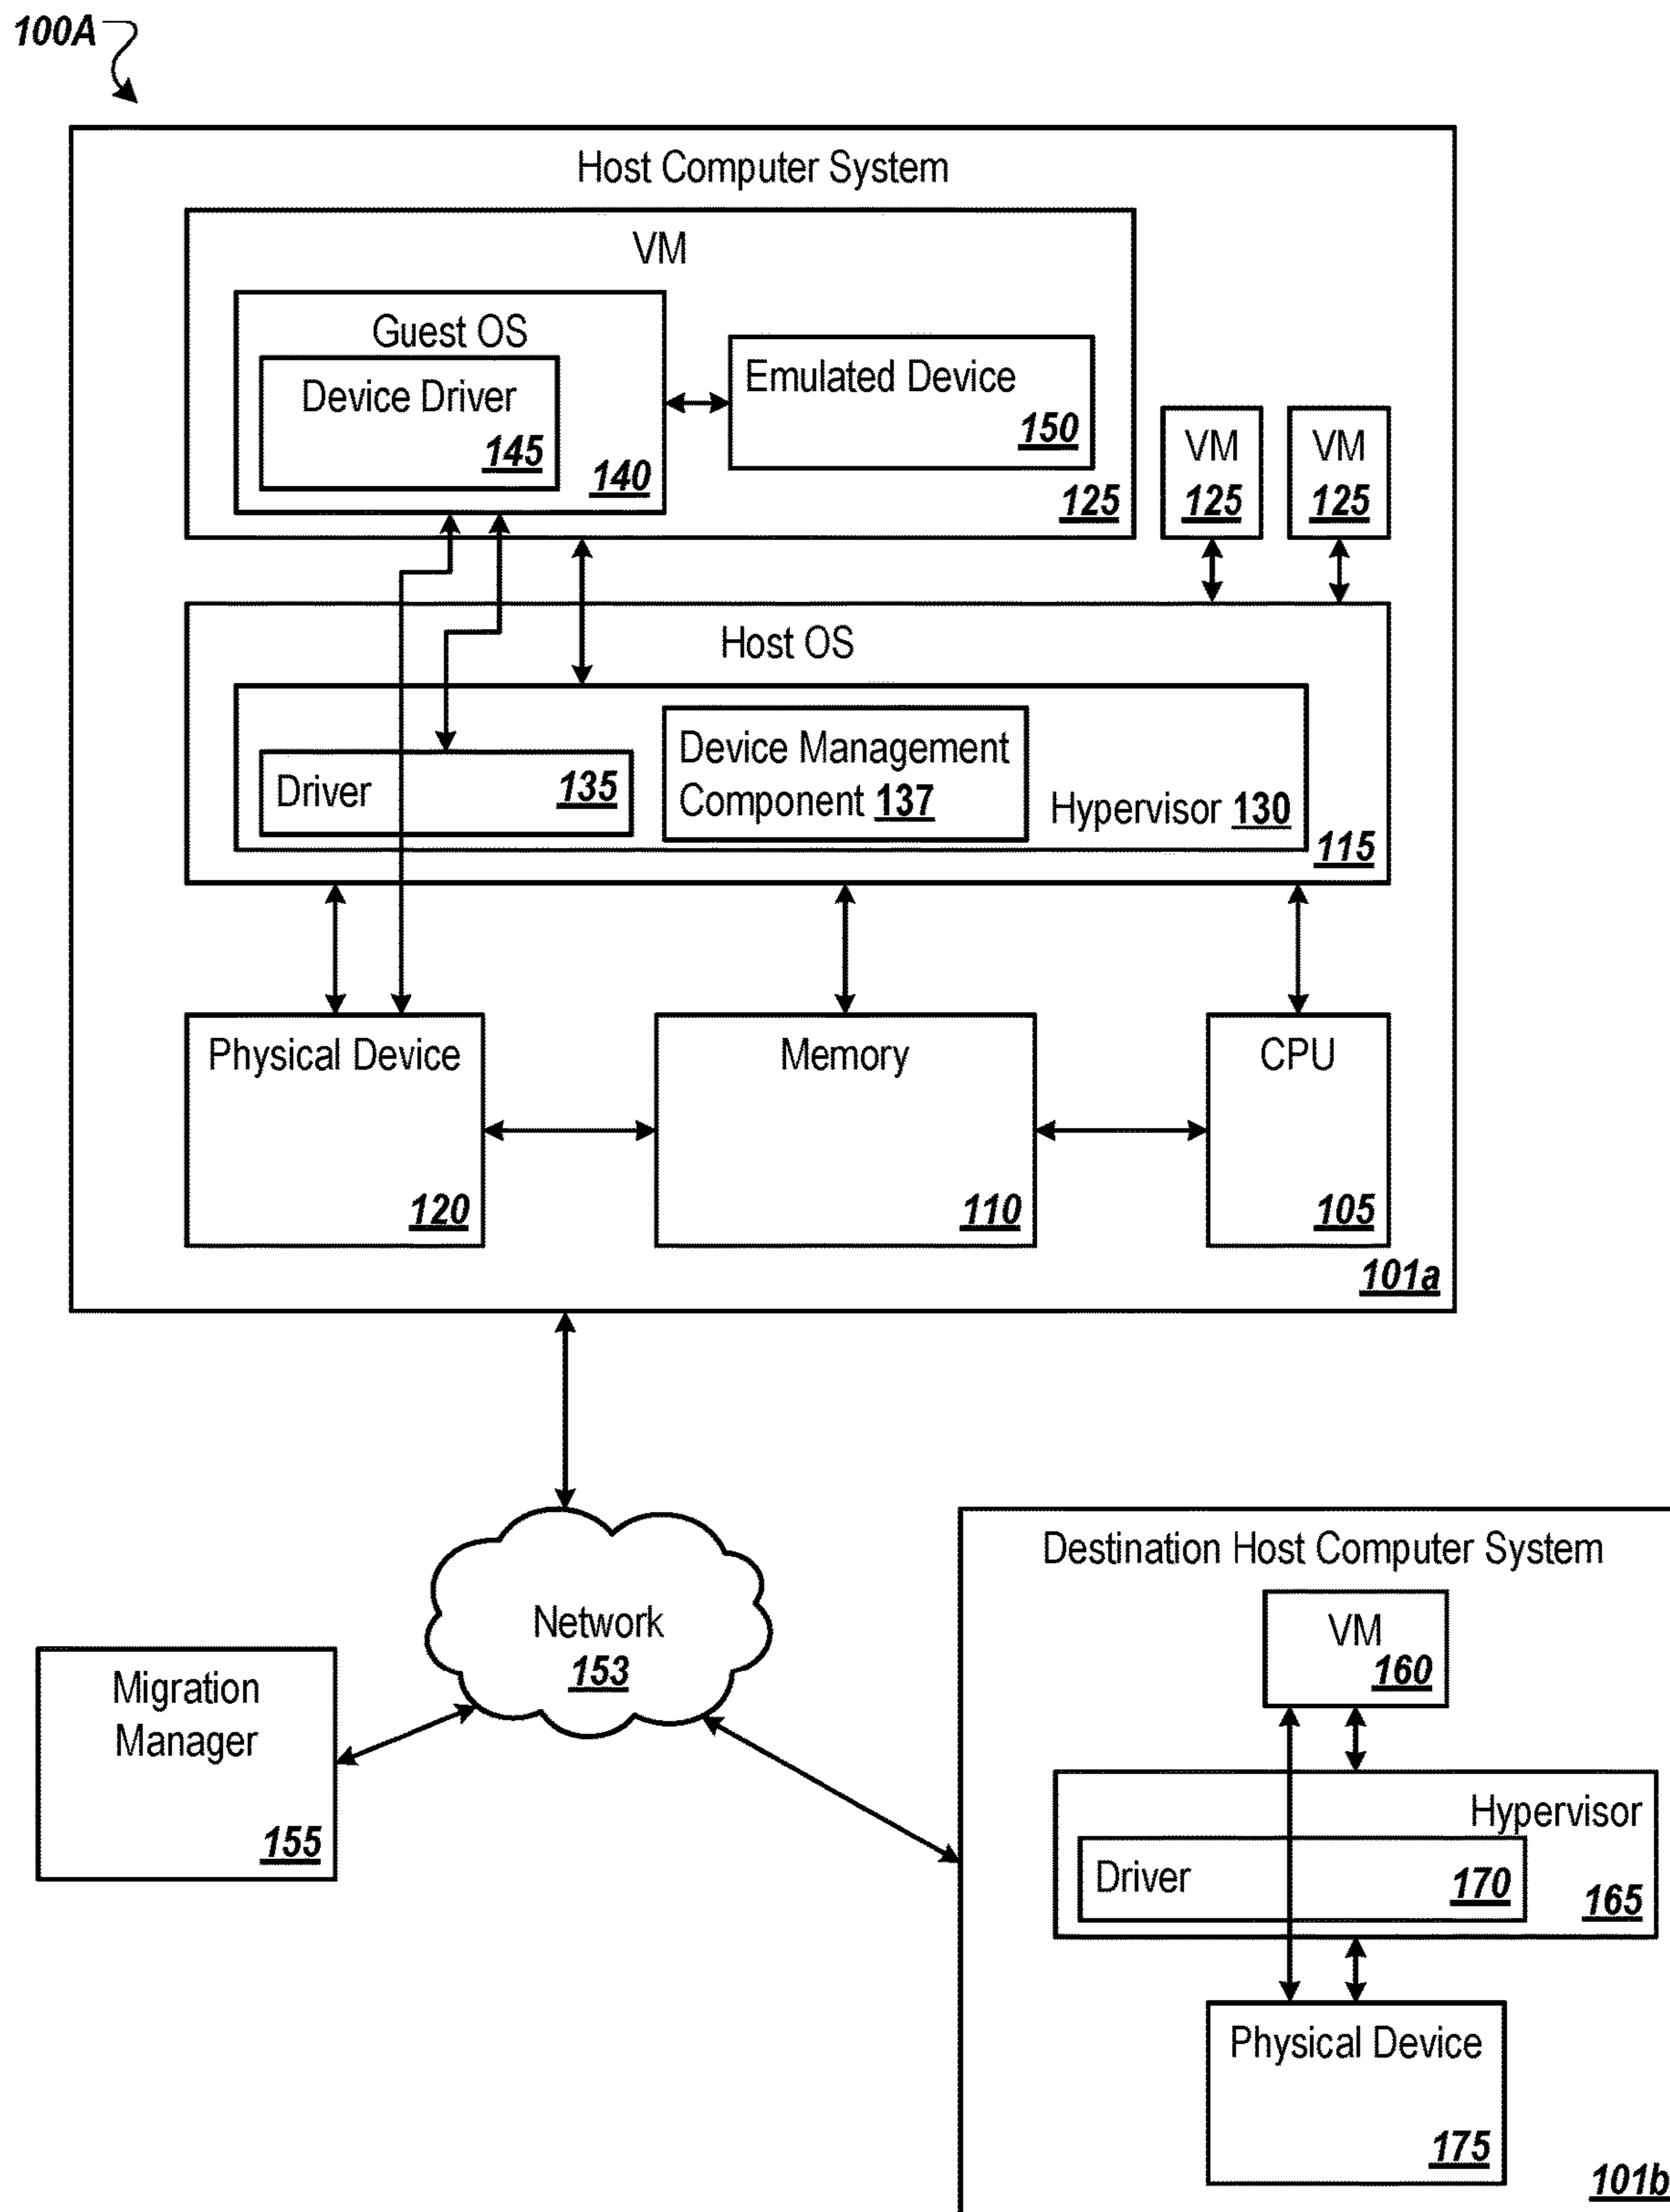 100A
Host Computer System
VM
Guest OS
Device Driver
145
140
Emulated Device
150
125
VM
125
VM
125
Host OS
Driver
135
Device Management
Component 137
Hypervisor 130
115
Physical Device
120
Memory
110
CPU
105
101a
Network
153
Migration
Manager
155
Destination Host Computer System
VM
160
Hypervisor
Driver
170
165
Physical Device
175
101b